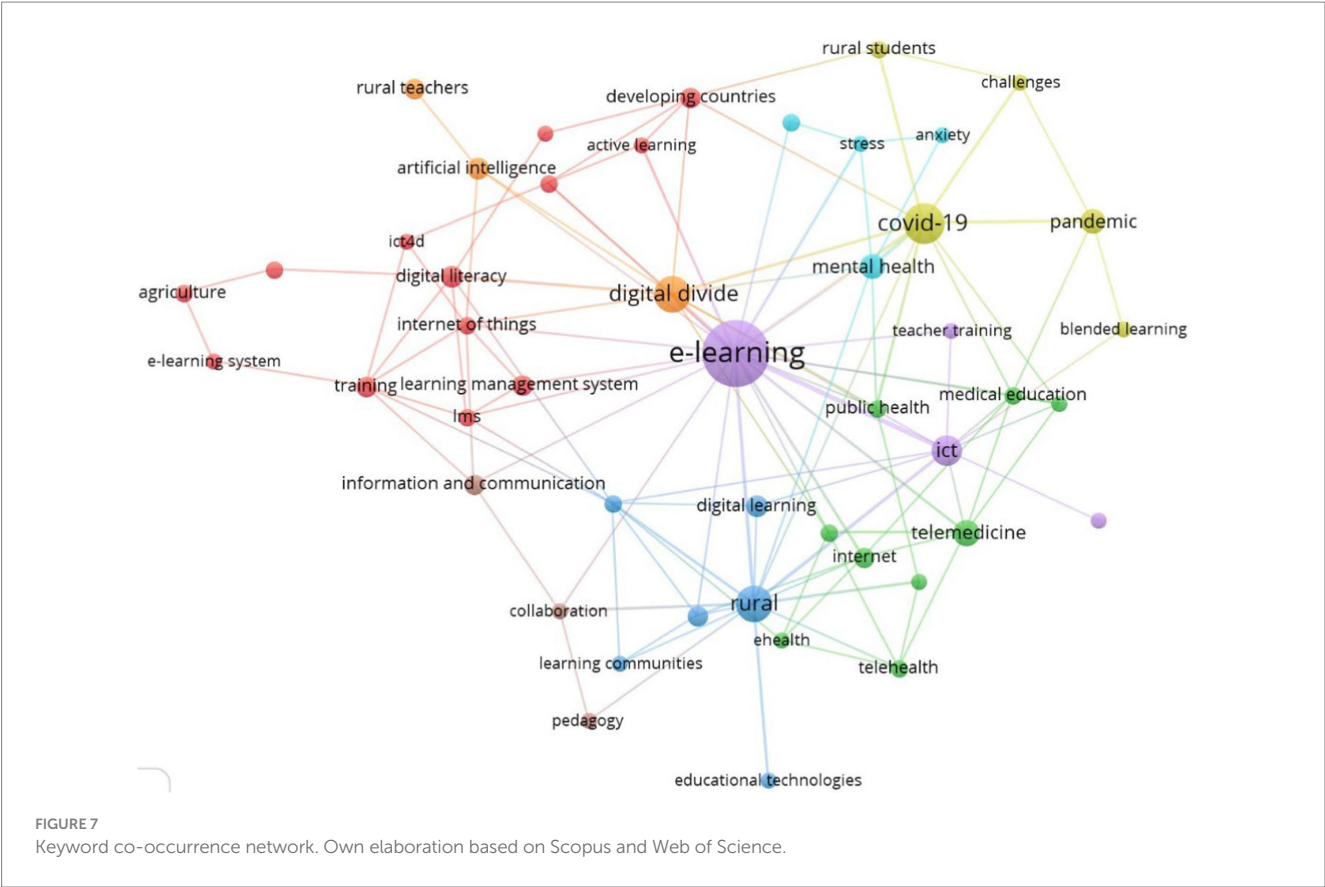 rural students
rural teachers
challenges
developing countries
anxiety
active learning
stress
artificial intelligence
covid-19
pandemic
ict4d
mental health
digital literacy
agriculture
digital divide
internet of things
teacher training
blended learning
e-learning
e-learning system
training
learning management system
medical education
public health
lms
ict
information and communication
digital learning
telemedicine
internet
rural
collaboration
ehealth
learning communities
telehealth
pedagogy
educational technologies
FIGURE 7
Keyword co-occurrence network. Own elaboration based on Scopus and Web of Science.